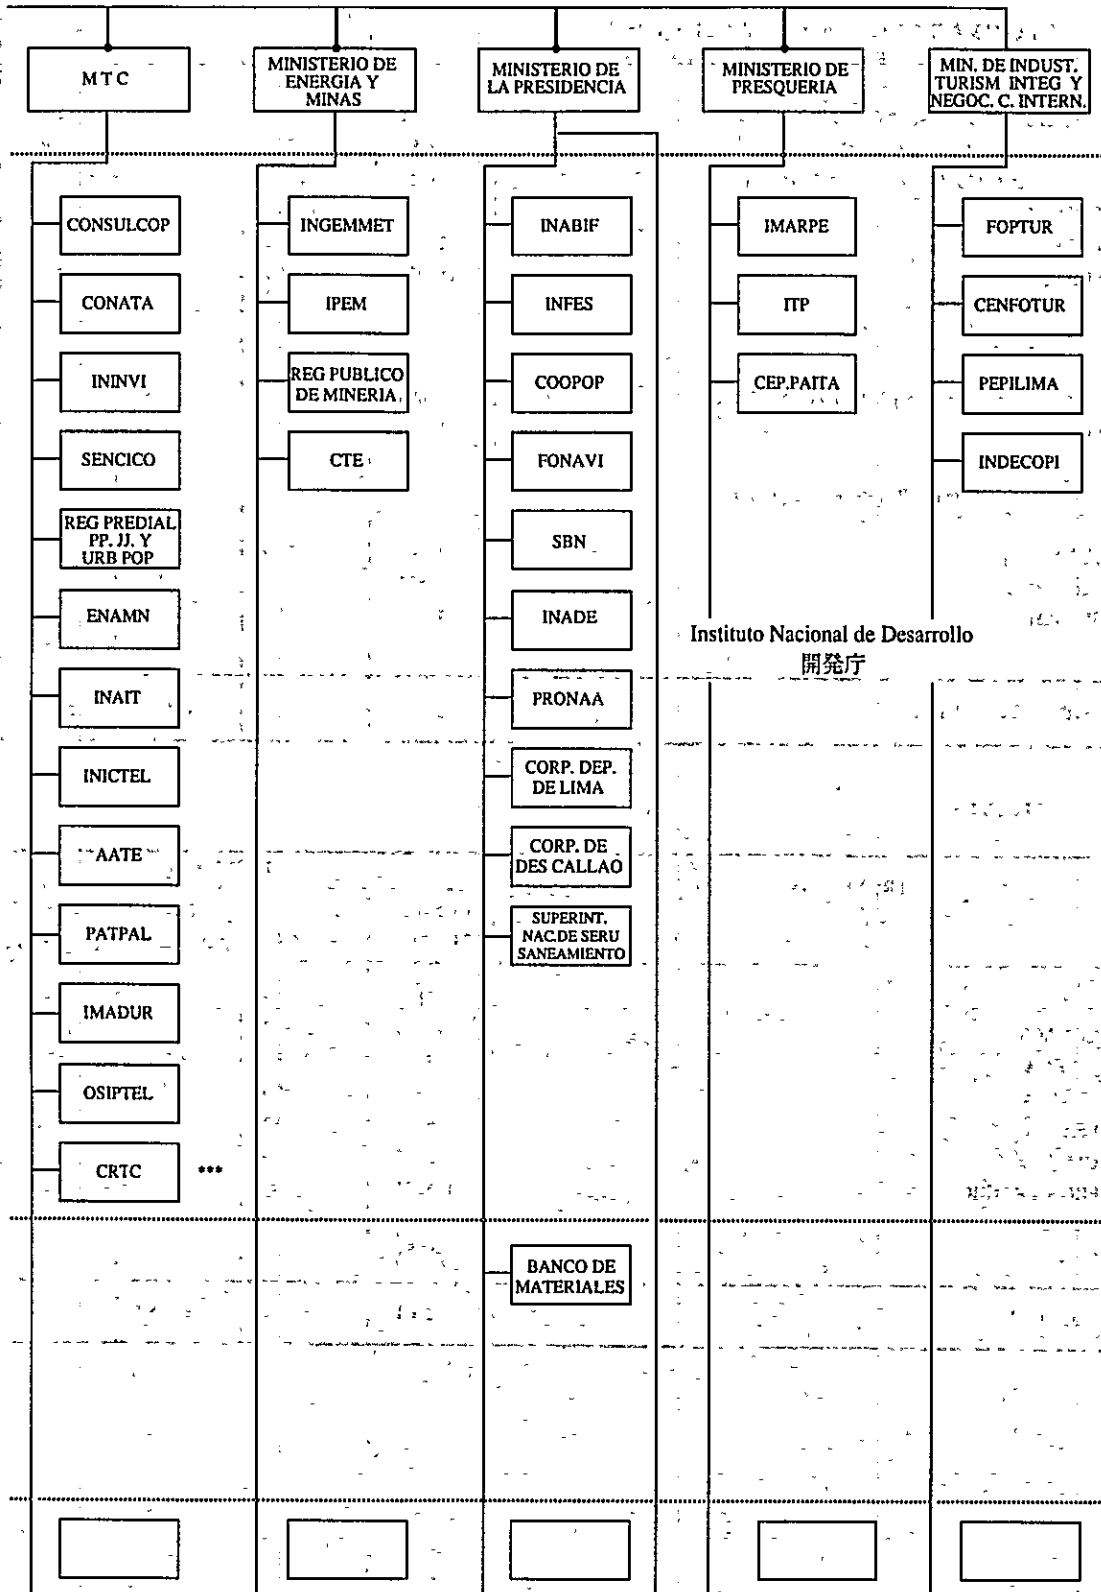 MTC
MINISTERIO DE
ENERGIA Y
MINAS
MINISTERIO DE
LA PRESIDENCIA
MINISTERIO DE
PRESQUERIA
MIN. DE INDUST.
TURISM INTEG Y
NEGOC. C. INTERN.
CONSULCOP
CONATA
ININVI
SENCICO
REG PREDIAL
PP. JJ. Y
URB POP
ENAMN
INAIT
INICTEL
AATE
PATPAL
IMADUR
OSIPTEL
CRTC ***
INGEMMET
IPEM
REG PUBLICO
DE MINERIA
CTE
INABIF
INFES
COOPOP
FONAVI
SBN
INADE
PRONAA
CORP. DEP.
DE LIMA
CORP. DE
DES CALLAO
SUPERINT.
NAC.DE SERU
SANEAMIENTO
BANCO DE
MATERIALES
IMARPE
ITP
CEP.PAITA
Instituto Nacional de Desarrollo
開発庁
FOPTUR
CENFOTUR
PEPILIMA
INDECOPI